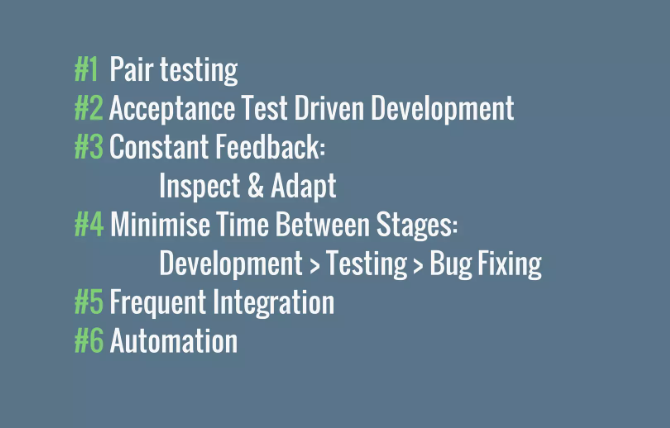 #1 Pair testing
#2 Acceptance Test Driven Development
#3 Constant Feedback:
Inspect & Adapt
#4 Minimise Time Between Stages:
Development > Testing > Bug Fixing
#5 Frequent Integration
#6 Automation